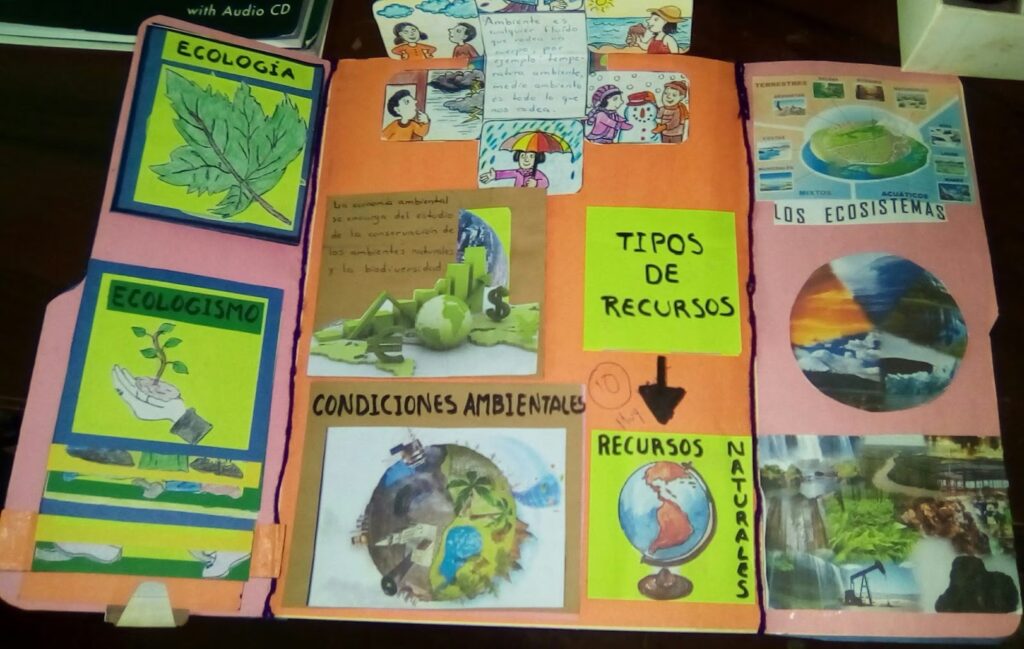 with Audio CD
ECOLOGÍA
ECOLOGISMO
Ambiente es
cualquier fluido
que rodea un
cuerpo, por
ejemplo tempe-
ratura ambiente,
medio ambiente
es todo lo que
nos rodea.
La economía ambiental
se encarga del estudio
de la conservación de
los ambientes naturales
y la biodiversidad
$
€
CONDICIONES AMBIENTALES
TIPOS
DE
RECURSOS
10
RECURSOS
NATURALES
TERRESTRES
MIXTOS
ACUÁTICOS
LOS ECOSISTEMAS